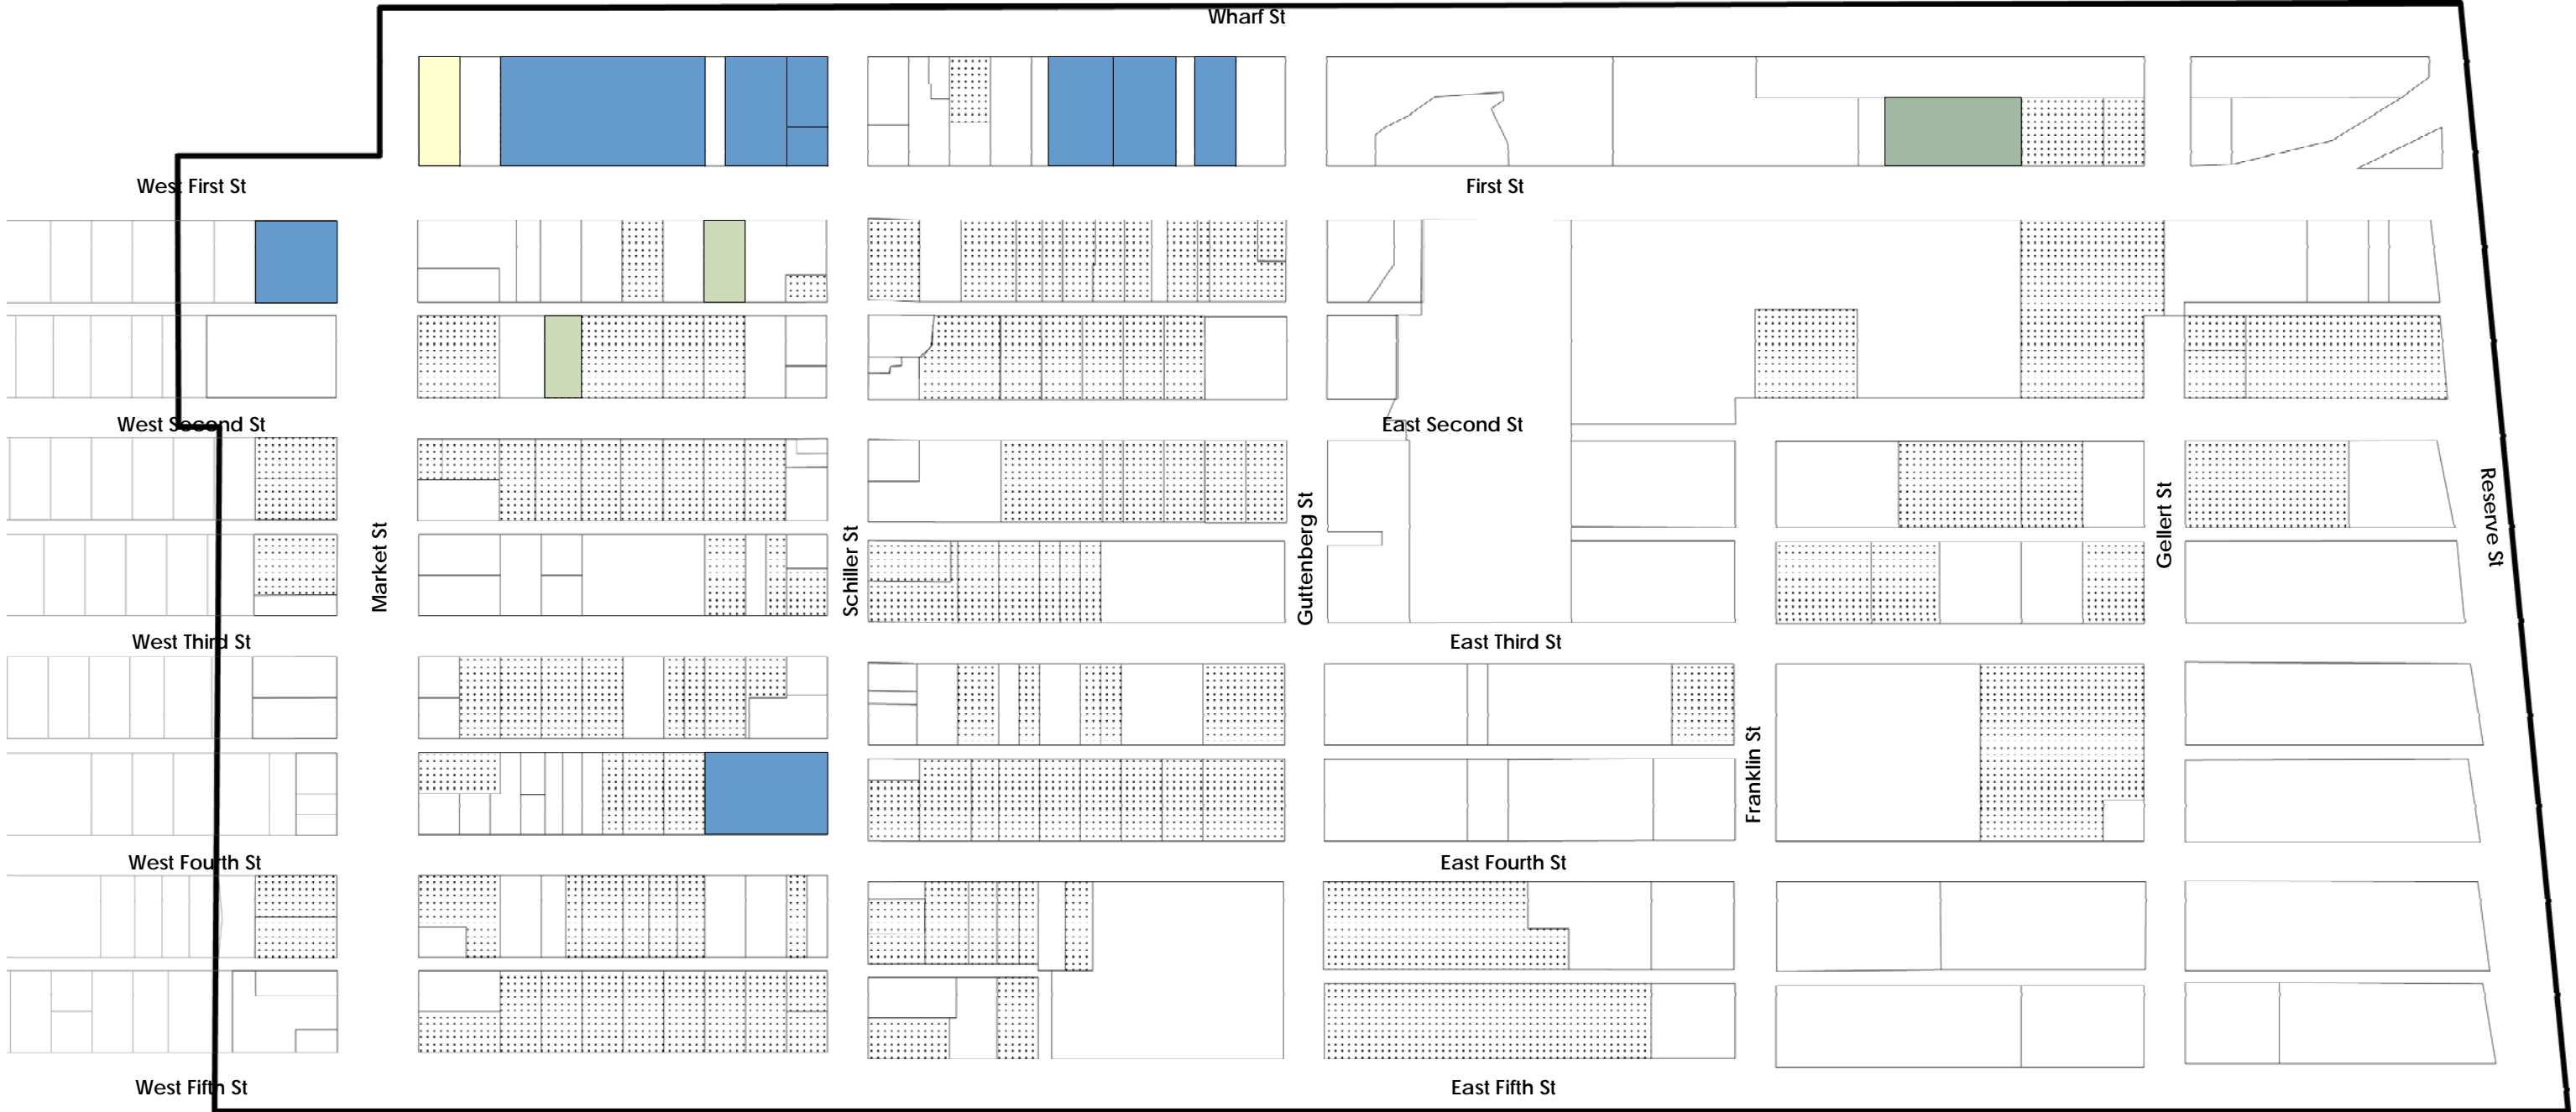 Wharf St
West First St
First St
West Second St
East Second St
Market St
Schiller St
Guttenberg St
Gellert St
Reserve St
West Third St
East Third St
Franklin St
West Fourth St
East Fourth St
West Fifth St
East Fifth St